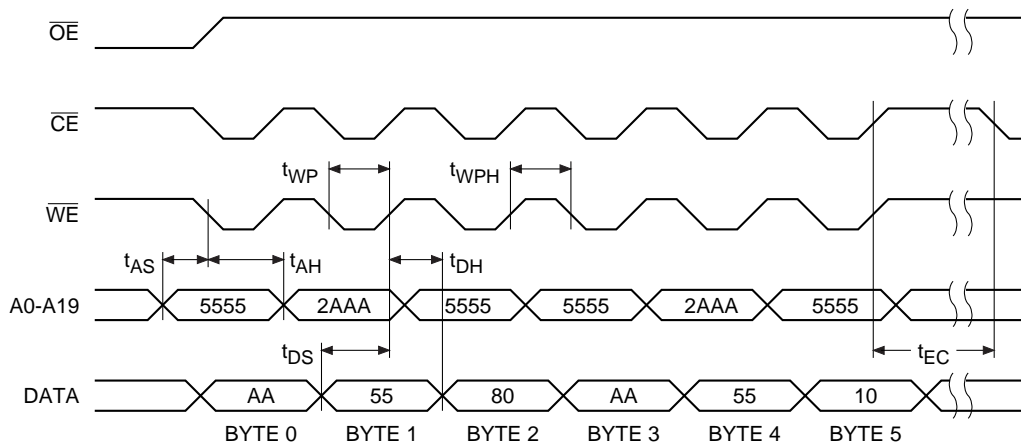 OE
CE
tWP
tWPH
WE
tAS
tAH
tDH
A0-A19
5555
2AAA
5555
5555
2AAA
5555
tDS
tEC
DATA
AA
55
80
AA
55
10
BYTE 0
BYTE 1
BYTE 2
BYTE 3
BYTE 4
BYTE 5